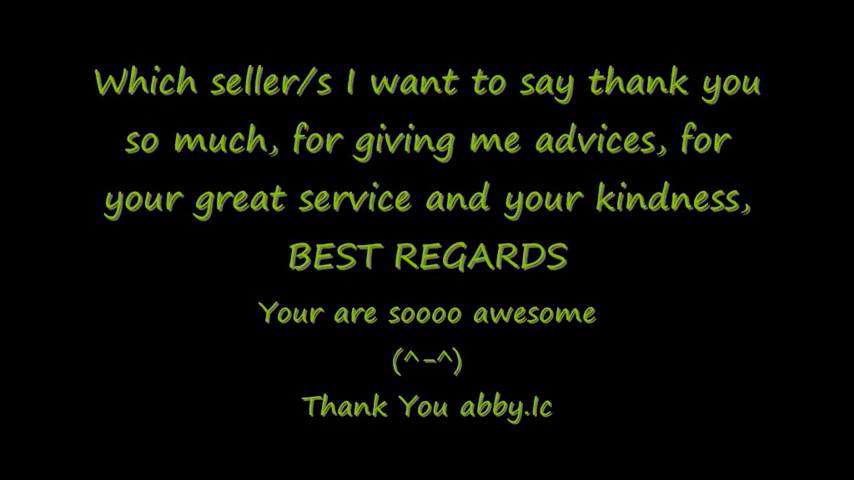 Which seller/s I want to say thank you
so much, for giving me advices, for
your great service and your kindness,
BEST REGARDS
Your are soooo awesome
(^-^)
Thank You abby.lc